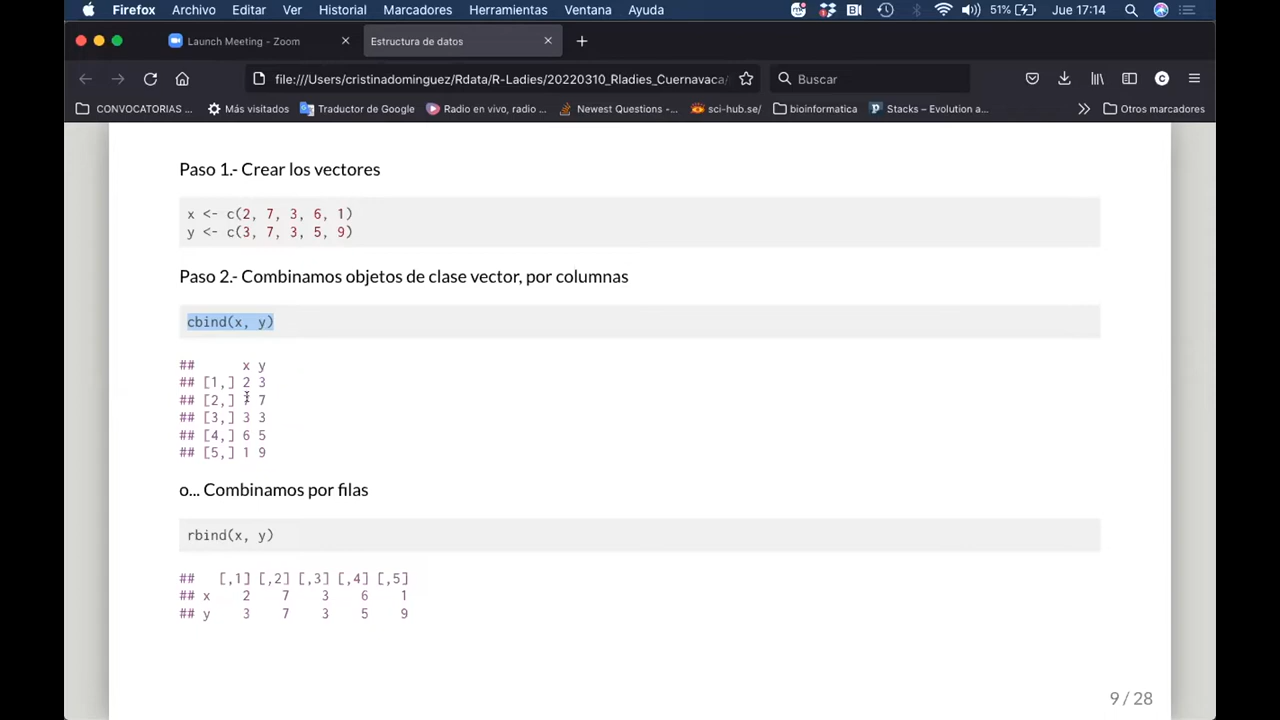 Firefox Archivo Editar Ver Historial Marcadores Herramientas Ventana Ayuda 51% Jue 17:14
Launch Meeting - Zoom Estructura de datos
file:///Users/cristinadominguez/Rdata/R-Ladies/20220310_Rladies_Cuernavaca/ Buscar
CONVOCATORIAS ... Más visitados Traductor de Google Radio en vivo, radio ... Newest Questions -... sci-hub.se/ bioinformatica Stacks – Evolution a... Otros marcadores
Paso 1.- Crear los vectores
x <- c(2, 7, 3, 6, 1)
y <- c(3, 7, 3, 5, 9)
Paso 2.- Combinamos objetos de clase vector, por columnas
cbind(x, y)
## x y
## [1,] 2 3
## [2,] 7 7
## [3,] 3 3
## [4,] 6 5
## [5,] 1 9
o... Combinamos por filas
rbind(x, y)
## [,1] [,2] [,3] [,4] [,5]
## x 2 7 3 6 1
## y 3 7 3 5 9
9 / 28